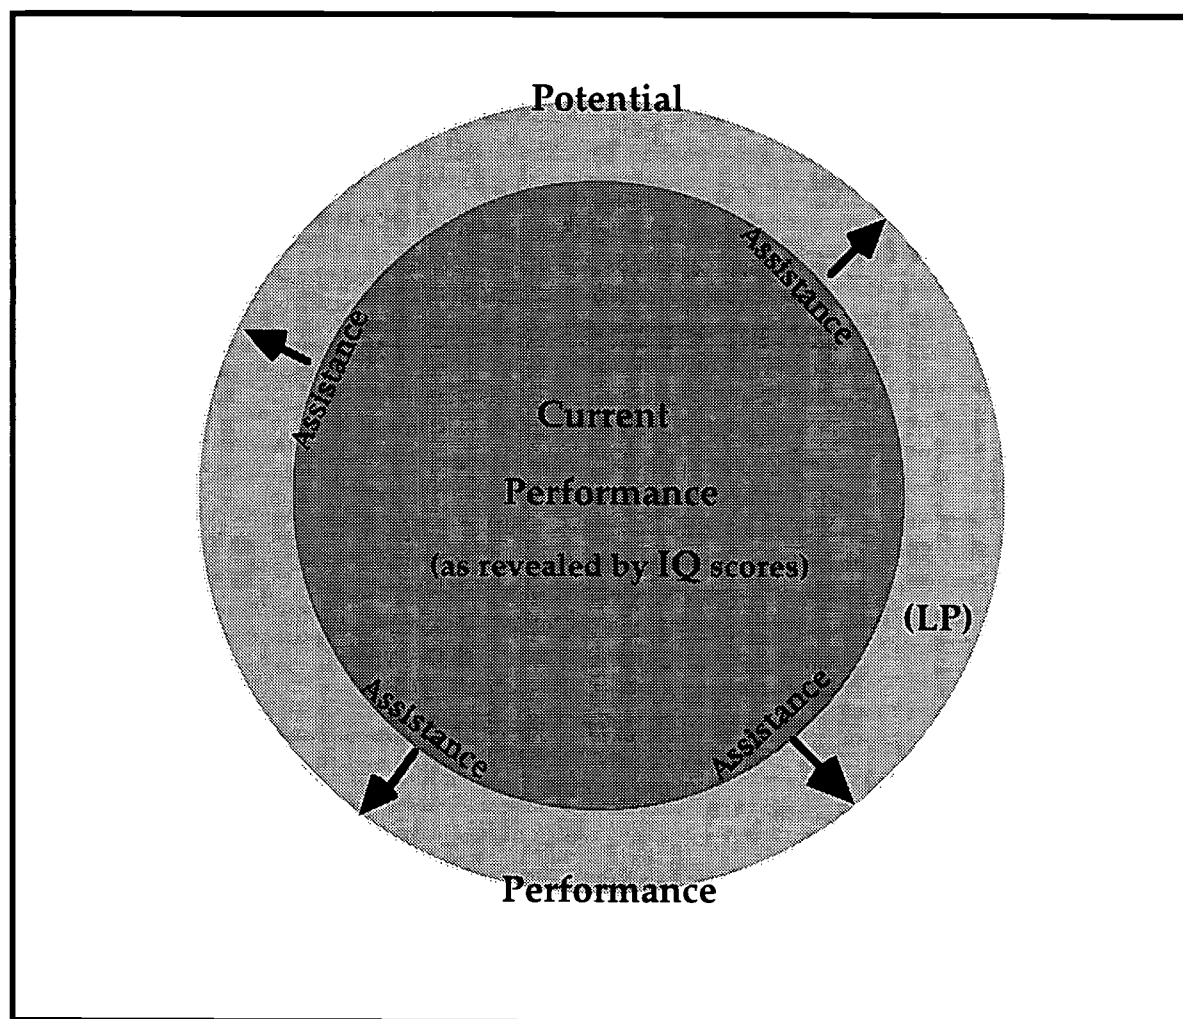 Potential
Assistance
Assistance
Current
Performance
(as revealed by IQ scores)
(LP)
Assistance
Assistance
Performance